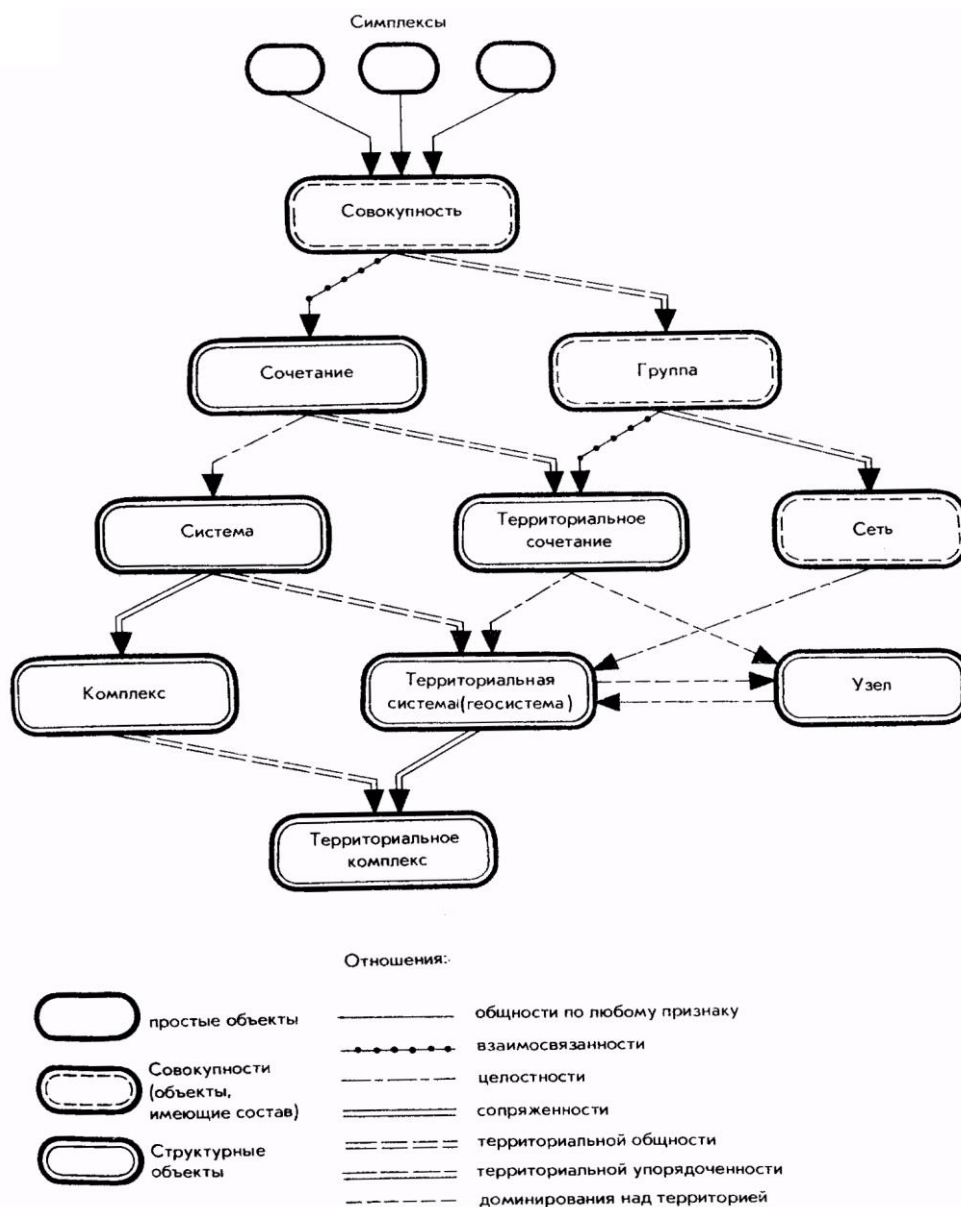 Симплексы
Совокупность
Сочетание
Группа
Система
Территориальное
сочетание
Сеть
Комплекс
Территориальная
система(геосистема)
Узел
Территориальное
комплекс
Отношения:
простые объекты
Совокупности
(объекты,
имеющие состав)
Структурные
объекты
общности по любому признаку
взаимосвязанности
целостности
сопряженности
территориальной общности
территориальной упорядоченности
доминирования над территорией